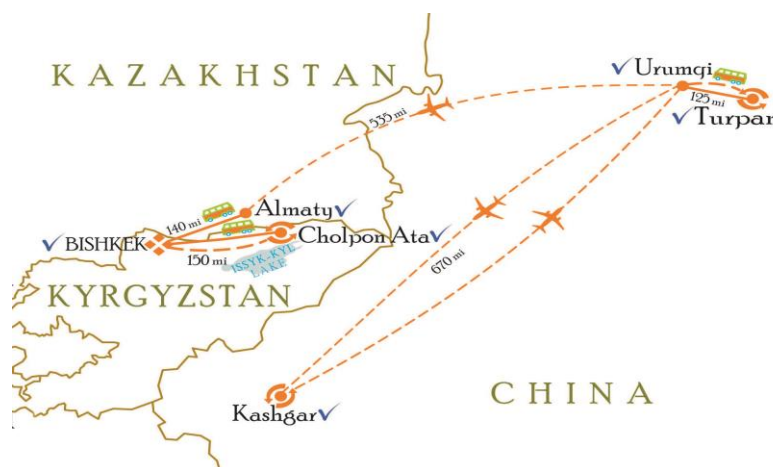 KAZAKHSTAN
Urumqi
125 mi
Turpan
535 mi
Almaty
140 mi
BISHKEK
Cholpon Ata
150 mi
ISSYK-KYL
LAKE
KYRGYZSTAN
670 mi
Kashgar
CHINA